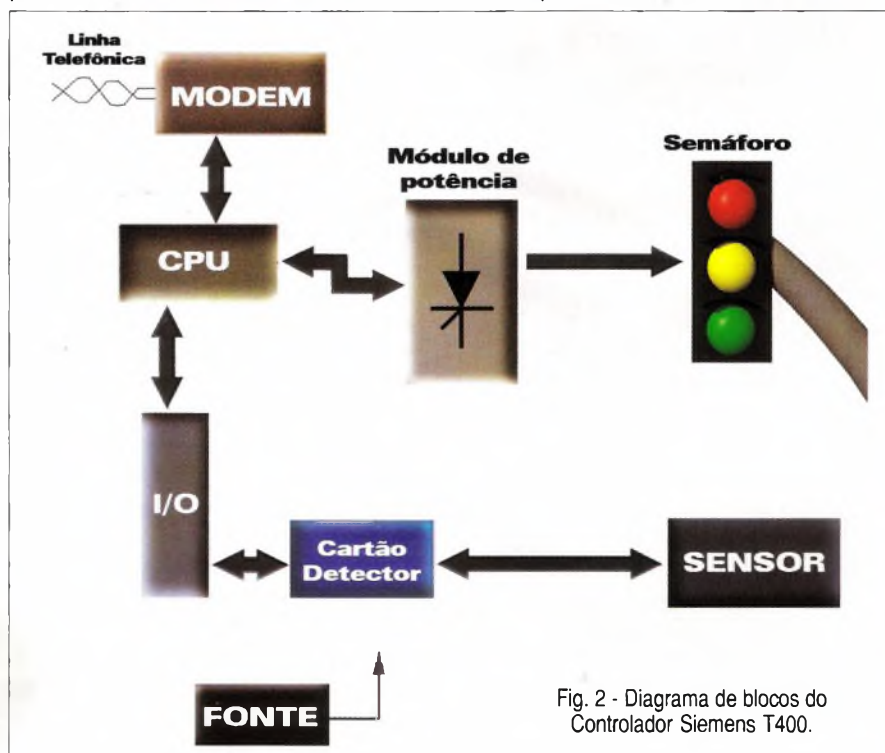 Linha
Telefônica
MODEM
Módulo de
potência
Semáforo
CPU
I/O
Cartão
Detector
SENSOR
FONTE
Fig. 2 - Diagrama de blocos do
Controlador Siemens T400.